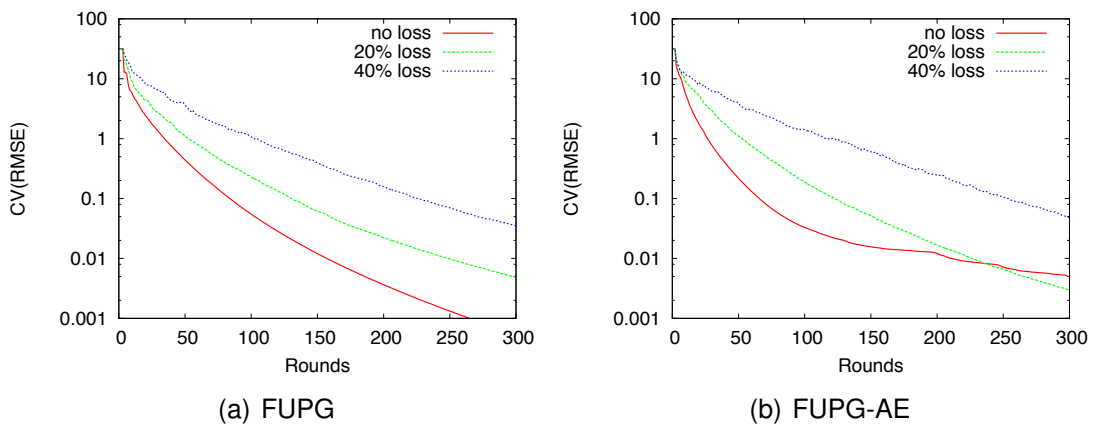 100
10
1
0.1
0.01
0.001
CV(RMSE)
0 50 100 150 200 250 300
Rounds
no loss
20% loss
40% loss
(a) FUPG
100
10
1
0.1
0.01
0.001
CV(RMSE)
0 50 100 150 200 250 300
Rounds
no loss
20% loss
40% loss
(b) FUPG-AE